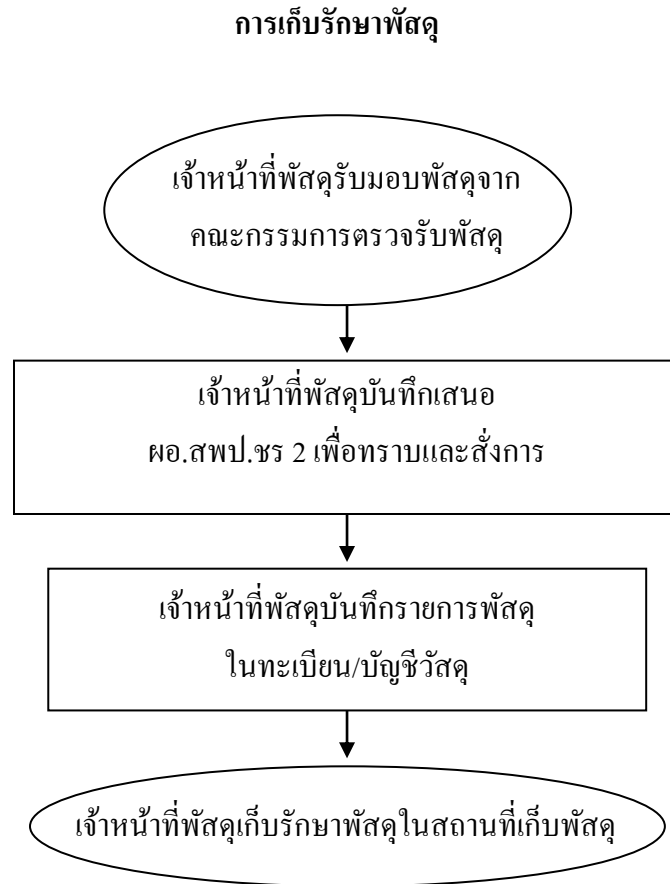 การเก็บรักษาพัสดุ
เจ้าหน้าที่พัสดุรับมอบพัสดุจาก
คณะกรรมการตรวจรับพัสดุ
เจ้าหน้าที่พัสดุบันทึกเสนอ
ผอ.สพป.ชร 2 เพื่อทราบและสั่งการ
เจ้าหน้าที่พัสดุบันทึกรายการพัสดุ
ในทะเบียน/บัญชีวัสดุ
เจ้าหน้าที่พัสดุเก็บรักษาพัสดุในสถานที่เก็บพัสดุ